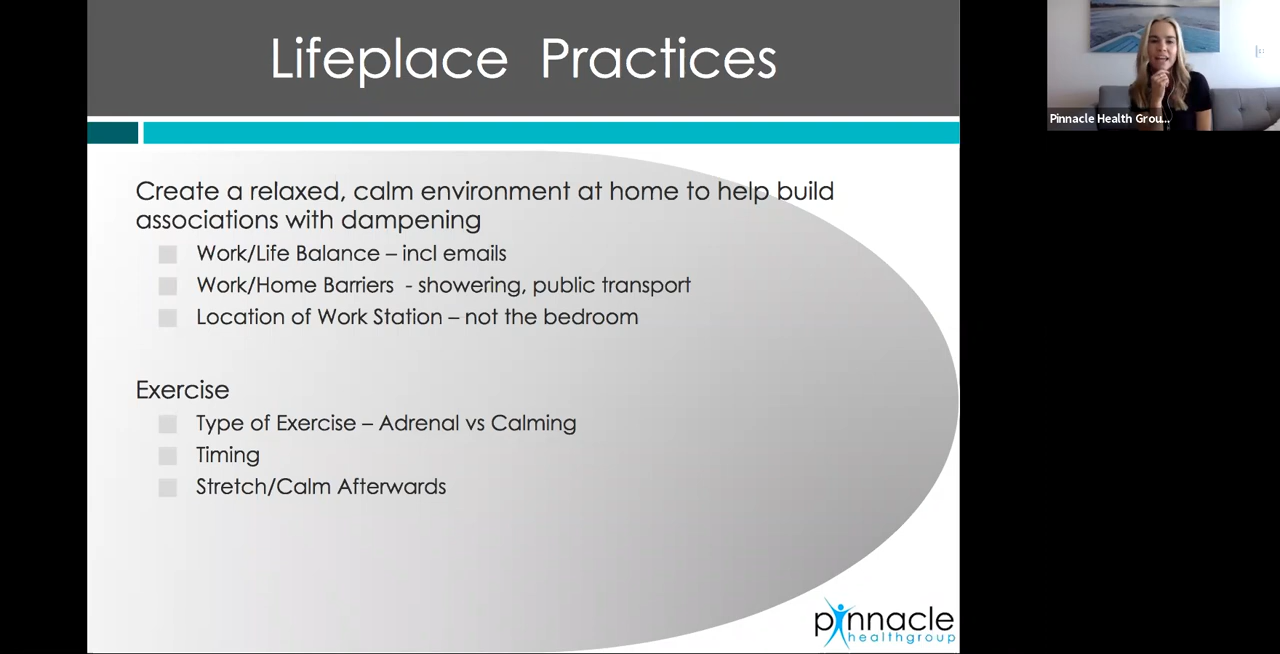 Lifeplace Practices
Create a relaxed, calm environment at home to help build
associations with dampening
Work/Life Balance – incl emails
Work/Home Barriers - showering, public transport
Location of Work Station – not the bedroom
Exercise
Type of Exercise – Adrenal vs Calming
Timing
Stretch/Calm Afterwards
pinnacle
healthgroup
Pinnacle Health Grou...